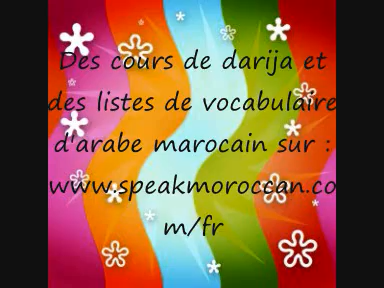 Des cours de darija et
des listes de vocabulaire
d'arabe marocain sur :
www.speakmoroccan.co
m/fr